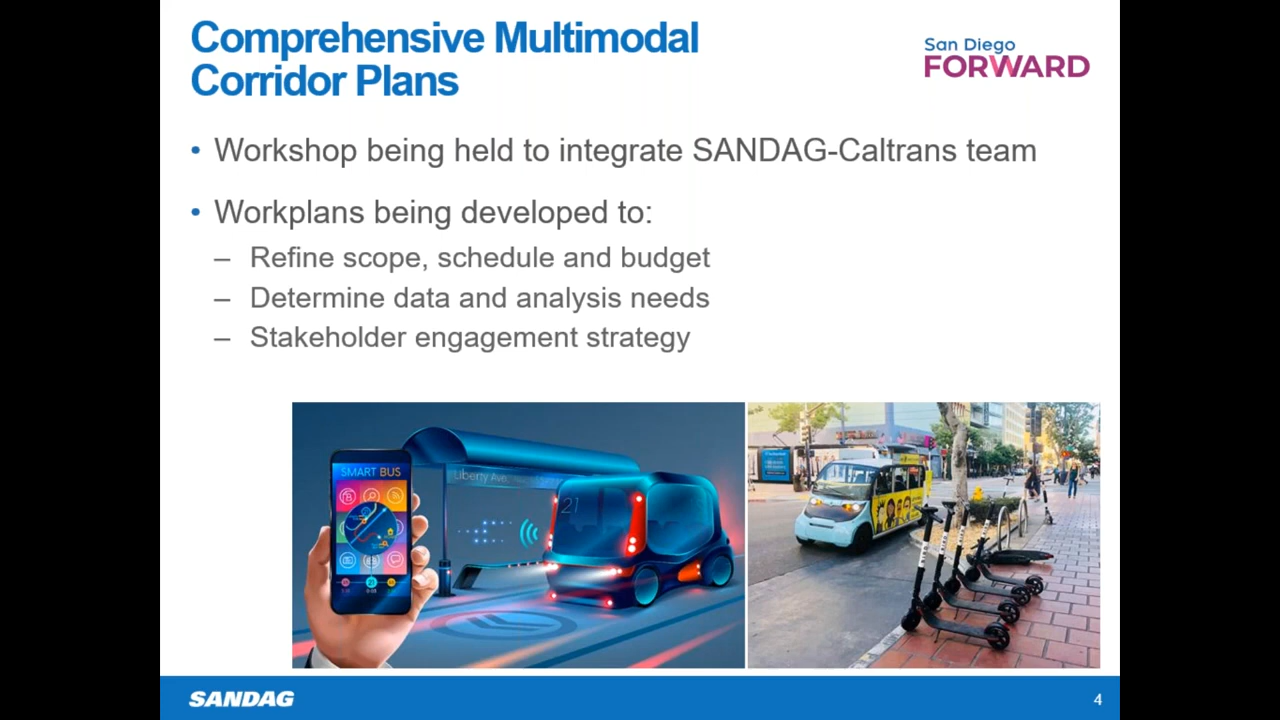 Comprehensive Multimodal
Corridor Plans
San Diego
FORWARD
• Workshop being held to integrate SANDAG-Caltrans team
• Workplans being developed to:
– Refine scope, schedule and budget
– Determine data and analysis needs
– Stakeholder engagement strategy
SMART BUS
Liberty Ave.
21
21
SANDAG
4